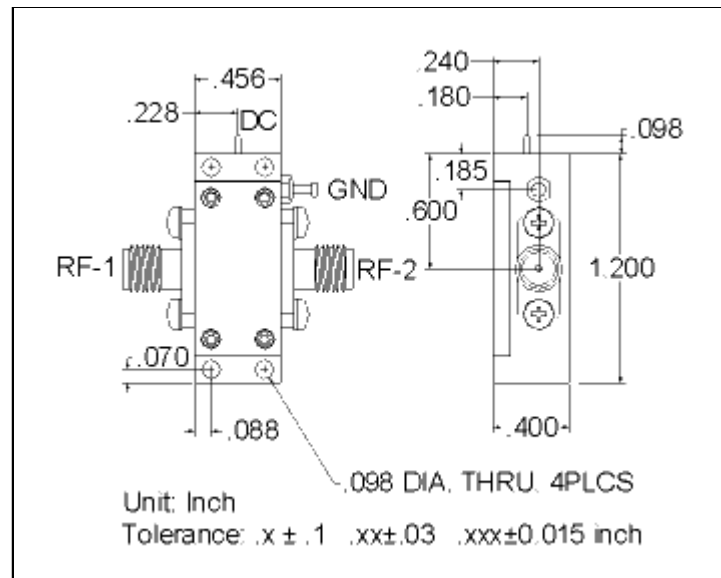 .456
.228
DC
GND
RF-1
RF-2
.070
.088
.240
.180
.098
.185
.600
1.200
.400
.098 DIA. THRU. 4PLCS
Unit: Inch
Tolerance: .x ± .1 .xx±.03 .xxx±0.015 inch